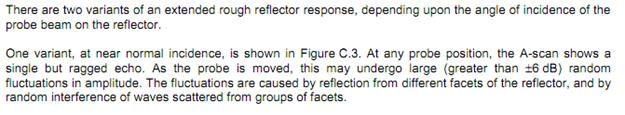 There are two variants of an extended rough reflector response, depending upon the angle of incidence of the
probe beam on the reflector.
One variant, at near normal incidence, is shown in Figure C.3. At any probe position, the A-scan shows a
single but ragged echo. As the probe is moved, this may undergo large (greater than ±6 dB) random
fluctuations in amplitude. The fluctuations are caused by reflection from different facets of the reflector, and by
random interference of waves scattered from groups of facets.